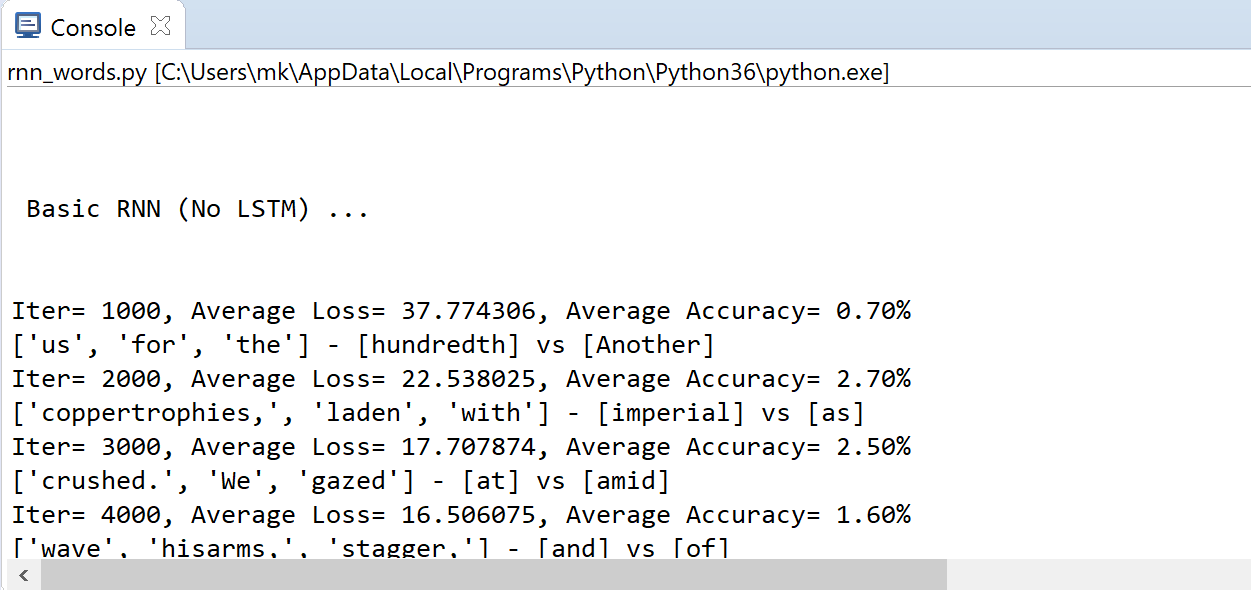 Console
rnn_words.py [C:\Users\mk\AppData\Local\Programs\Python\Python36\python.exe]
Basic RNN (No LSTM) ...
Iter= 1000, Average Loss= 37.774306, Average Accuracy= 0.70%
['us', 'for', 'the'] - [hundredth] vs [Another]
Iter= 2000, Average Loss= 22.538025, Average Accuracy= 2.70%
['coppertrophies,', 'laden', 'with'] - [imperial] vs [as]
Iter= 3000, Average Loss= 17.707874, Average Accuracy= 2.50%
['crushed.', 'We', 'gazed'] - [at] vs [amid]
Iter= 4000, Average Loss= 16.506075, Average Accuracy= 1.60%
['wave', 'hisarms,', 'stagger,'] - [and] vs [of]